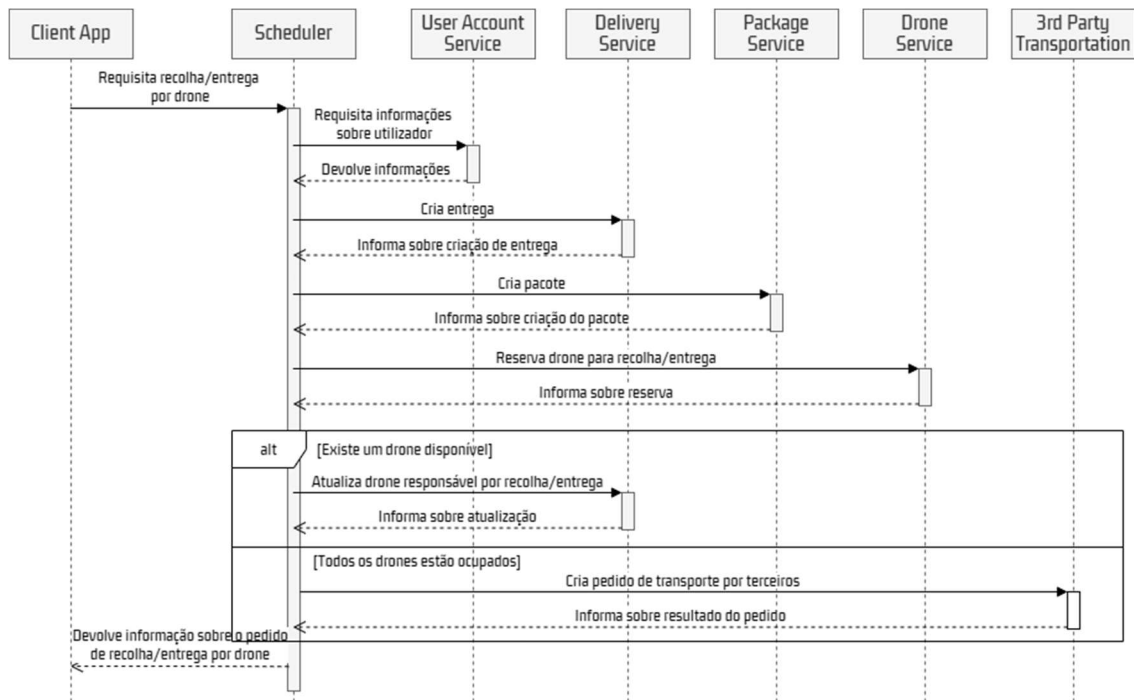 Client App
Scheduler
User Account
Service
Delivery
Service
Package
Service
Drone
Service
3rd Party
Transportation
Requisita recolha/entrega
por drone
Requisita informações
sobre utilizador
Devolve informações
Cria entrega
Informa sobre criação de entrega
Cria pacote
Informa sobre criação do pacote
Reserva drone para recolha/entrega
Informa sobre reserva
alt
[Existe um drone disponível]
Atualiza drone responsável por recolha/entrega
Informa sobre atualização
[Todos os drones estão ocupados]
Cria pedido de transporte por terceiros
Informa sobre resultado do pedido
Devolve informação sobre o pedido
de recolha/entrega por drone